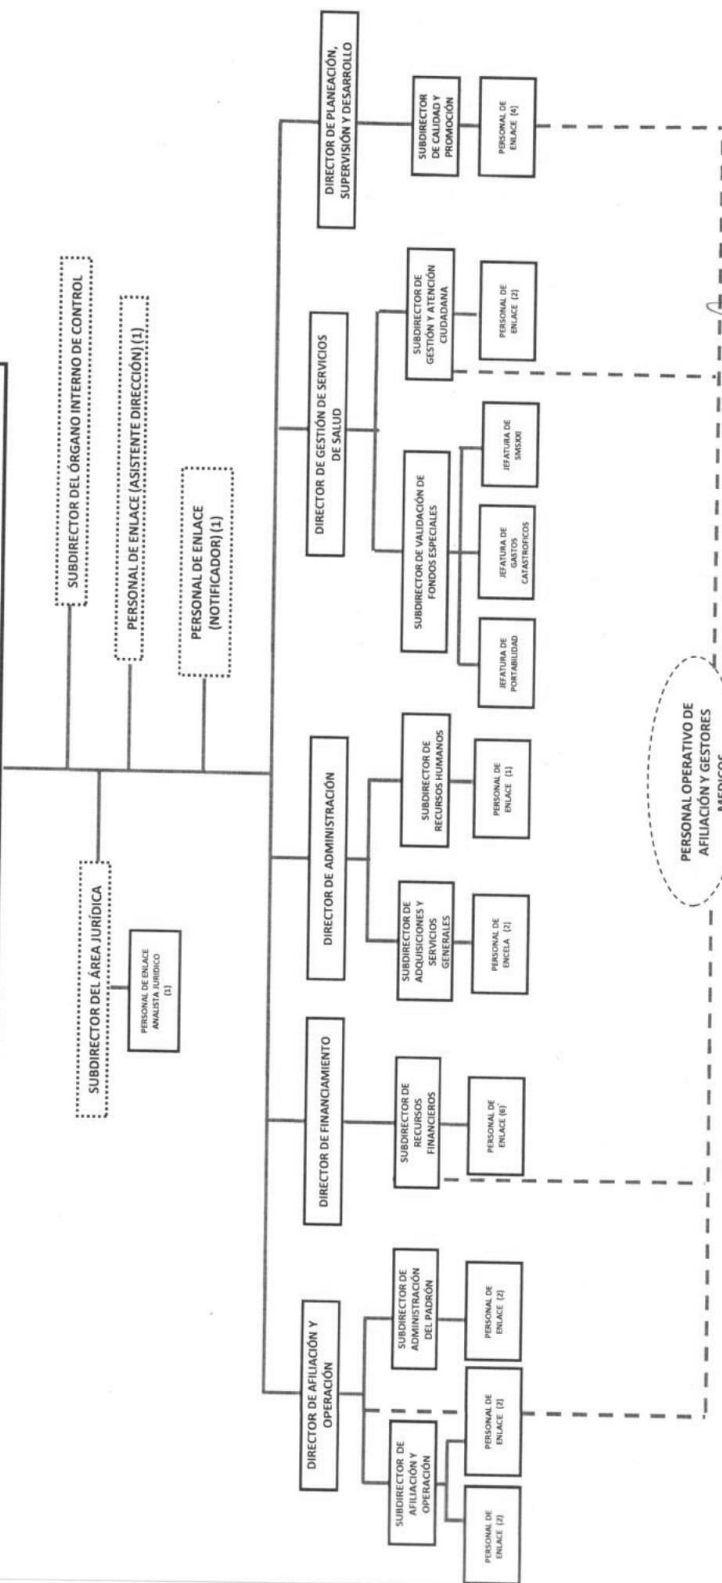 SUBDIRECTOR DEL ÓRGANO INTERNO DE CONTROL
SUBDIRECTOR DEL ÁREA JURÍDICA
PERSONAL DE ENLACE
ANALISTA JURIDICO
(1)
PERSONAL DE ENLACE (ASISTENTE DIRECCIÓN) (1)
PERSONAL DE ENLACE
(NOTIFICADOR) (1)
DIRECTOR DE AFILIACIÓN Y
OPERACIÓN
DIRECTOR DE FINANCIAMIENTO
DIRECTOR DE ADMINISTRACIÓN
DIRECTOR DE GESTIÓN DE SERVICIOS
DE SALUD
DIRECTOR DE PLANEACIÓN,
SUPERVISIÓN Y DESARROLLO
SUBDIRECTOR DE
AFILIACIÓN Y
OPERACIÓN
SUBDIRECTOR DE
ADMINISTRACIÓN
DEL PADRÓN
SUBDIRECTOR DE
RECURSOS
FINANCIEROS
SUBDIRECTOR DE
ADQUISICIONES Y
SERVICIOS
GENERALES
SUBDIRECTOR DE
RECURSOS HUMANOS
SUBDIRECTOR DE VALIDACIÓN DE
FONDOS ESPECIALES
SUBDIRECTOR DE
GESTIÓN Y ATENCIÓN
CIUDADANA
SUBDIRECTOR
DE CALIDAD Y
PROMOCIÓN
PERSONAL DE
ENLACE (2)
PERSONAL DE
ENLACE (2)
PERSONAL DE
ENLACE (2)
PERSONAL DE
ENLACE (6)
PERSONAL DE
ENCELA (2)
PERSONAL DE
ENLACE (1)
JEFATURA DE
PORTABILIDAD
JEFATURA DE
GASTOS
CATASTROFICOS
JEFATURA DE
SMSXXI
PERSONAL DE
ENLACE (2)
PERSONAL DE
ENLACE (4)
PERSONAL OPERATIVO DE
AFILIACIÓN Y GESTORES
MEDICOS